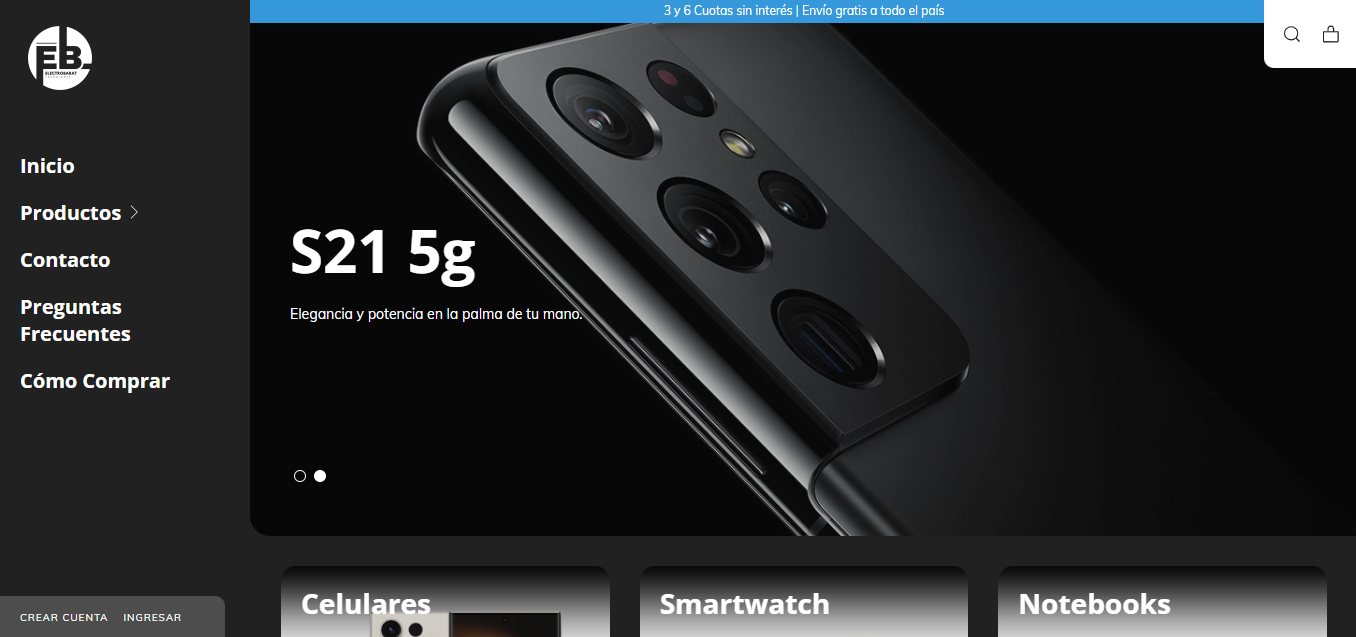 3 y 6 Cuotas sin interés | Envío gratis a todo el país
EB
ELECTROBARAT
Inicio
Productos
Contacto
Preguntas
Frecuentes
Cómo Comprar
S21 5g
Elegancia y potencia en la palma de tu mano.
Celulares
Smartwatch
Notebooks
CREAR CUENTA
INGRESAR